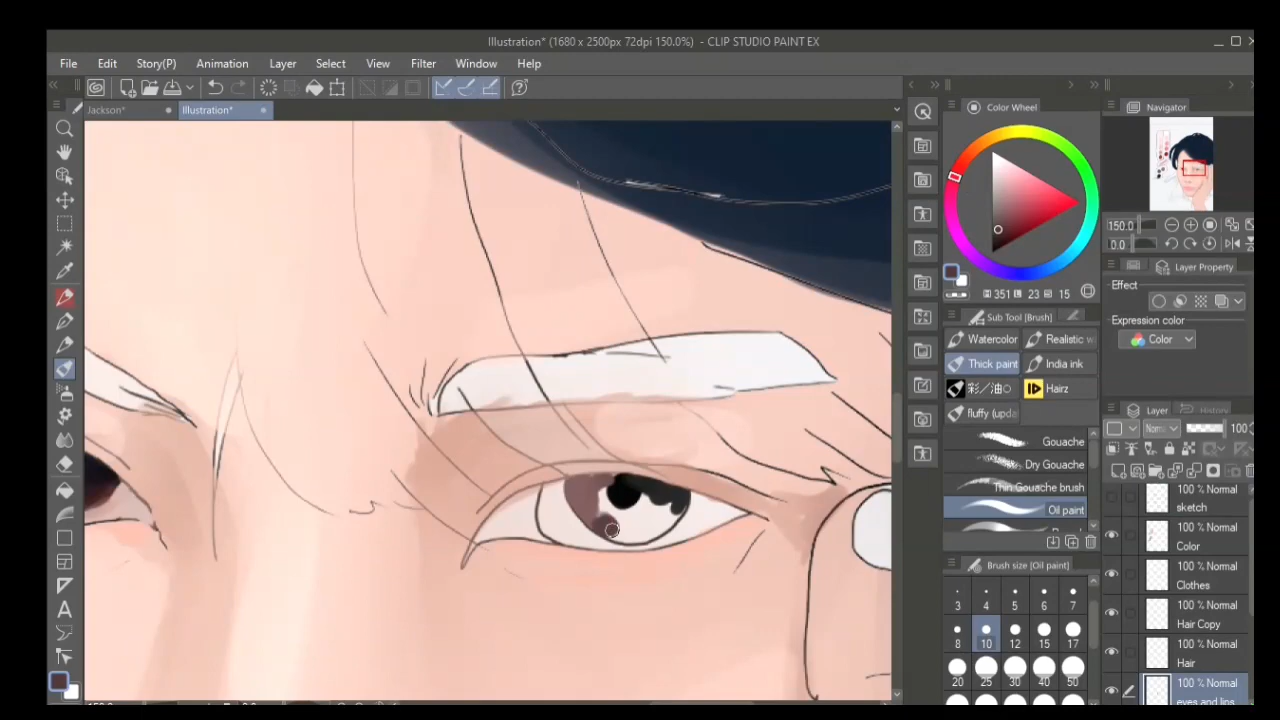 Illustration* (1680 x 2500px 72dpi 150.0%) - CLIP STUDIO PAINT EX
File Edit Story(P) Animation Layer Select View Filter Window Help
Jackson* Illustration*
Color Wheel
351 23 15
Sub Tool [Brush]
Watercolor Realistic
Thick paint India ink
彩／油 Hairz
fluffy (upda
Gouache
Dry Gouache
Thin Gouache brush
Oil paint
Brush size [Oil paint]
3 4 5 6 7
8 10 12 15 17
20 25 30 40 50
Navigator
150.0
0.0
Layer Property
Effect
Expression color
Color
Layer History
Norm 100
100 % Normal
sketch
100 % Normal
Color
100 % Normal
Clothes
100 % Normal
Hair Copy
100 % Normal
Hair
100 % Normal
eyes and lips